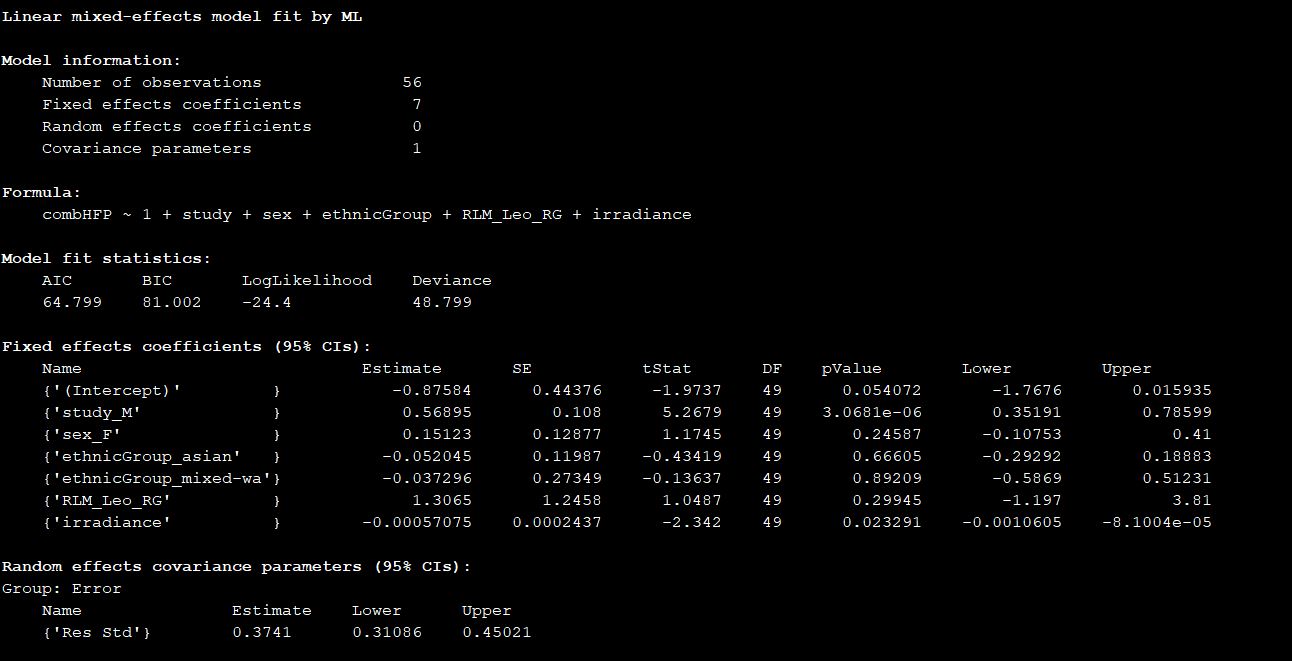 Linear mixed-effects model fit by ML
Model information:
Number of observations 56
Fixed effects coefficients 7
Random effects coefficients 0
Covariance parameters 1
Formula:
combHFP ~ 1 + study + sex + ethnicGroup + RLM_Leo_RG + irradiance
Model fit statistics:
AIC BIC LogLikelihood Deviance
64.799 81.002 -24.4 48.799
Fixed effects coefficients (95% CIs):
Name Estimate SE tStat DF pValue Lower Upper
{'(Intercept)' } -0.87584 0.44376 -1.9737 49 0.054072 -1.7676 0.015935
{'study_M' } 0.56895 0.108 5.2679 49 3.0681e-06 0.35191 0.78599
{'sex_F' } 0.15123 0.12877 1.1745 49 0.24587 -0.10753 0.41
{'ethnicGroup_asian' } -0.052045 0.11987 -0.43419 49 0.66605 -0.29292 0.18883
{'ethnicGroup_mixed-wa'} -0.037296 0.27349 -0.13637 49 0.89209 -0.5869 0.51231
{'RLM_Leo_RG' } 1.3065 1.2458 1.0487 49 0.29945 -1.197 3.81
{'irradiance' } -0.00057075 0.0002437 -2.342 49 0.023291 -0.0010605 -8.1004e-05
Random effects covariance parameters (95% CIs):
Group: Error
Name Estimate Lower Upper
{'Res Std'} 0.3741 0.31086 0.45021